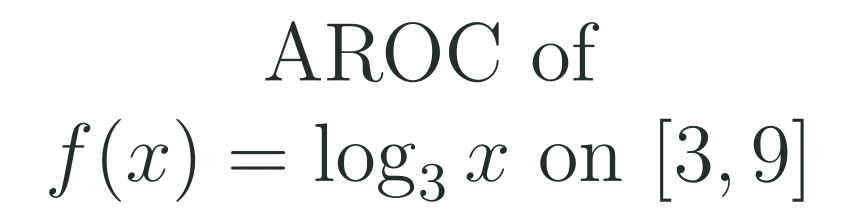 AROC of
f(x) = log₃ x on [3, 9]